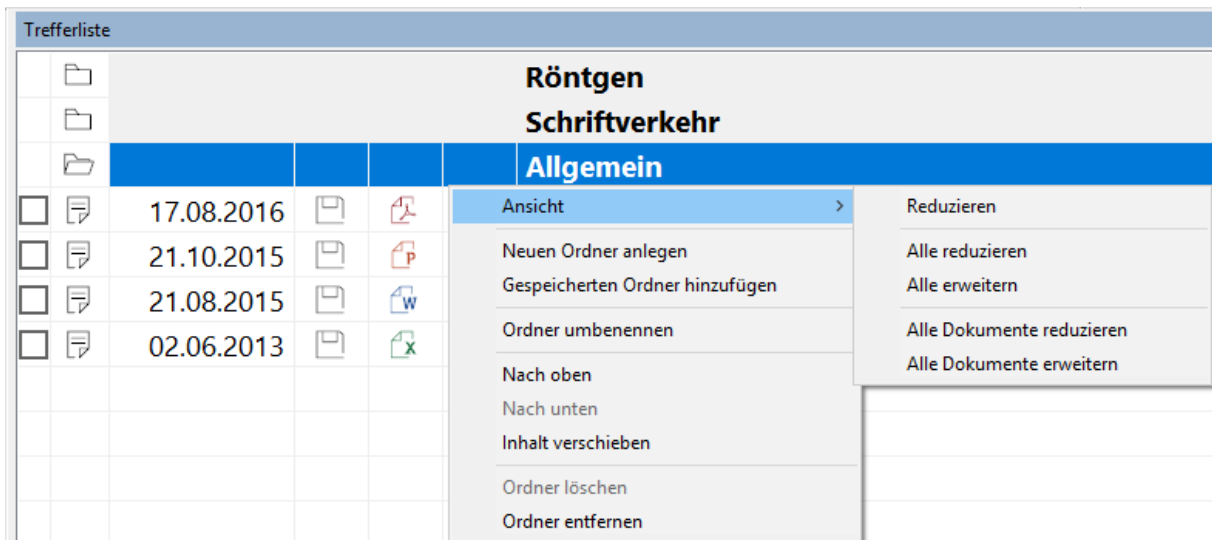 Trefferliste
Röntgen
Schriftverkehr
Allgemein
17.08.2016
21.10.2015
P
21.08.2015
W
02.06.2013
X
Ansicht >
Neuen Ordner anlegen
Gespeicherten Ordner hinzufügen
Ordner umbenennen
Nach oben
Nach unten
Inhalt verschieben
Ordner löschen
Ordner entfernen
Reduzieren
Alle reduzieren
Alle erweitern
Alle Dokumente reduzieren
Alle Dokumente erweitern